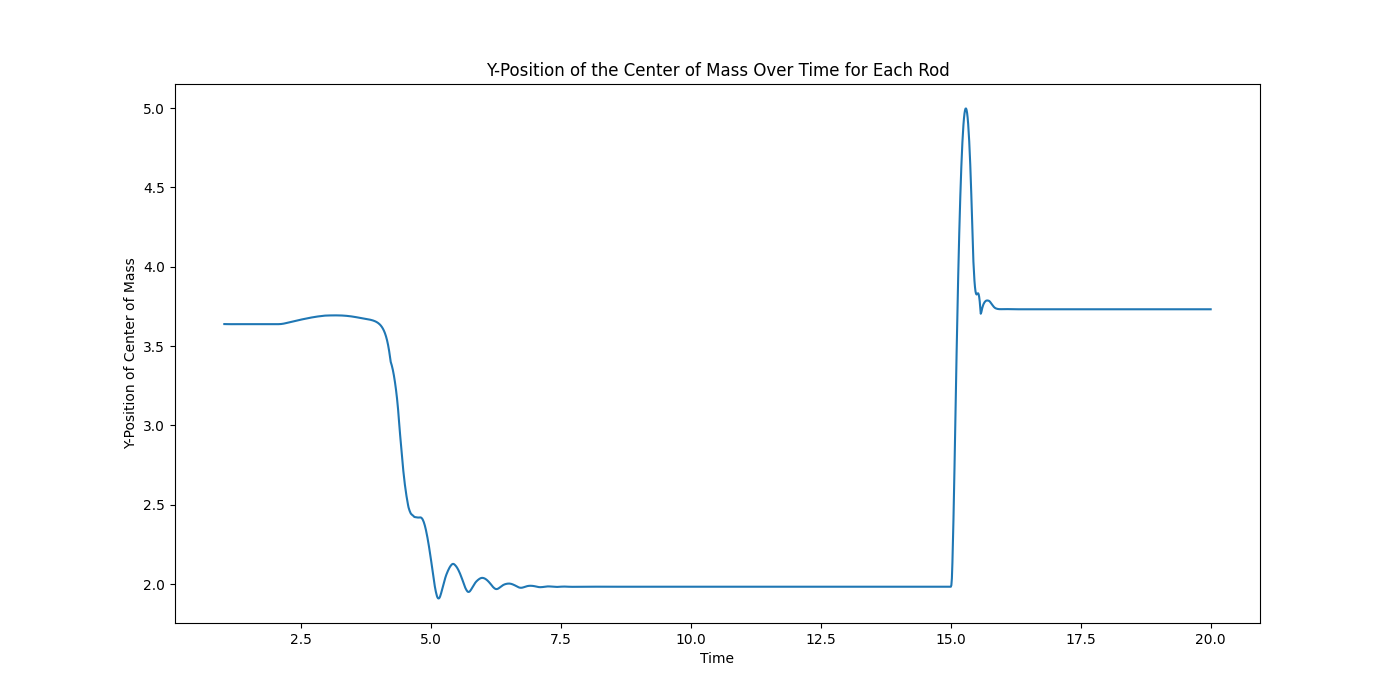 Y-Position of the Center of Mass Over Time for Each Rod
Y-Position of Center of Mass
5.0
4.5
4.0
3.5
3.0
2.5
2.0
2.5 5.0 7.5 10.0 12.5 15.0 17.5 20.0
Time